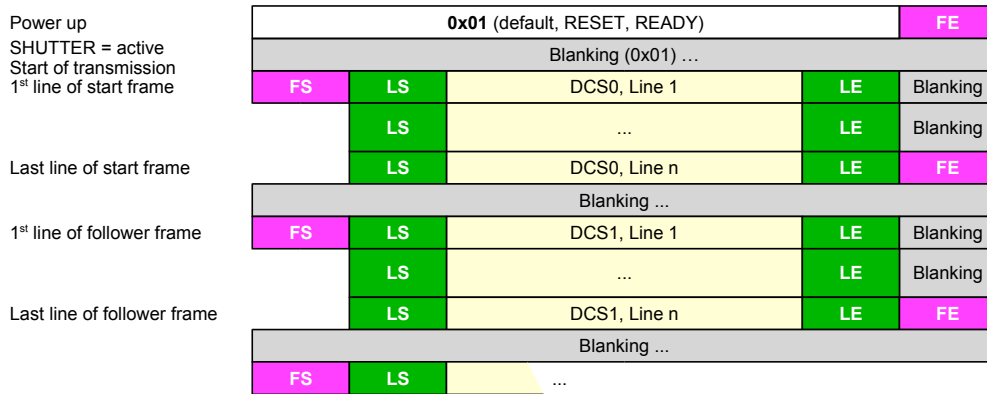 Power up 0x01 (default, RESET, READY) FE
SHUTTER = active Blanking (0x01) …
Start of transmission
1st line of start frame FS LS DCS0, Line 1 LE Blanking
LS ... LE Blanking
Last line of start frame LS DCS0, Line n LE FE
Blanking ...
1st line of follower frame FS LS DCS1, Line 1 LE Blanking
LS ... LE Blanking
Last line of follower frame LS DCS1, Line n LE FE
Blanking ...
FS LS ...